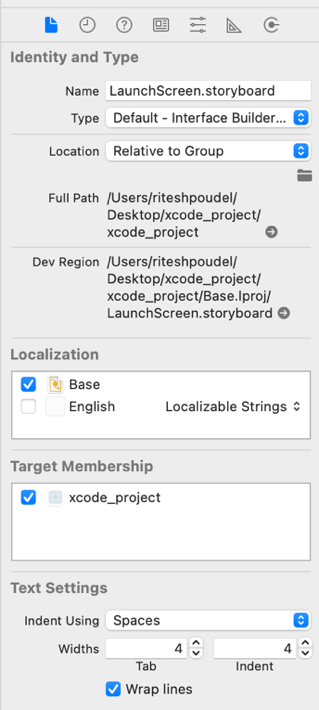 Identity and Type
Name LaunchScreen.storyboard
Type Default - Interface Builder...
Location Relative to Group
Full Path /Users/riteshpoudel/
Desktop/xcode_project/
xcode_project
Dev Region /Users/riteshpoudel/
Desktop/xcode_project/
xcode_project/Base.lproj/
LaunchScreen.storyboard
Localization
Base
English Localizable Strings
Target Membership
xcode_project
Text Settings
Indent Using Spaces
Widths 4 4
Tab Indent
Wrap lines